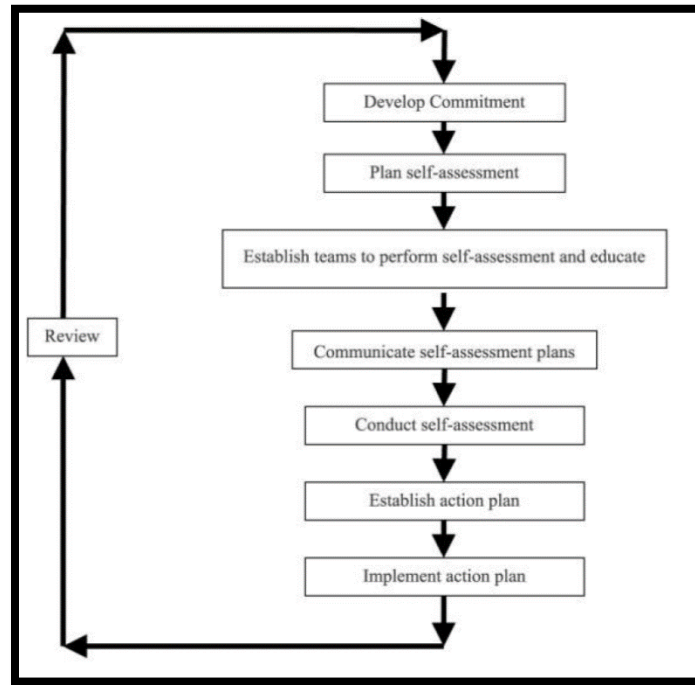 Develop Commitment
Plan self-assessment
Establish teams to perform self-assessment and educate
Review
Communicate self-assessment plans
Conduct self-assessment
Establish action plan
Implement action plan